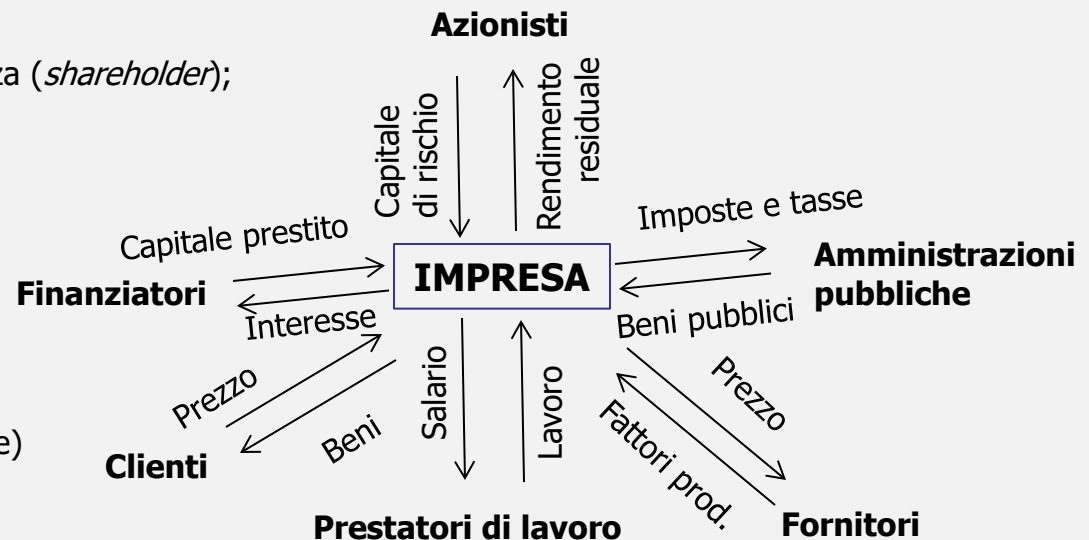 Azionisti
za (shareholder);
Capitale
di rischio
Rendimento
residuale
Imposte e tasse
Capitale prestito
Amministrazioni
pubbliche
IMPRESA
Finanziatori
Interesse
Beni pubblici
Prezzo
Beni
Salario
Lavoro
Prezzo
Fattori prod.
e)
Clienti
Prestatori di lavoro
Fornitori